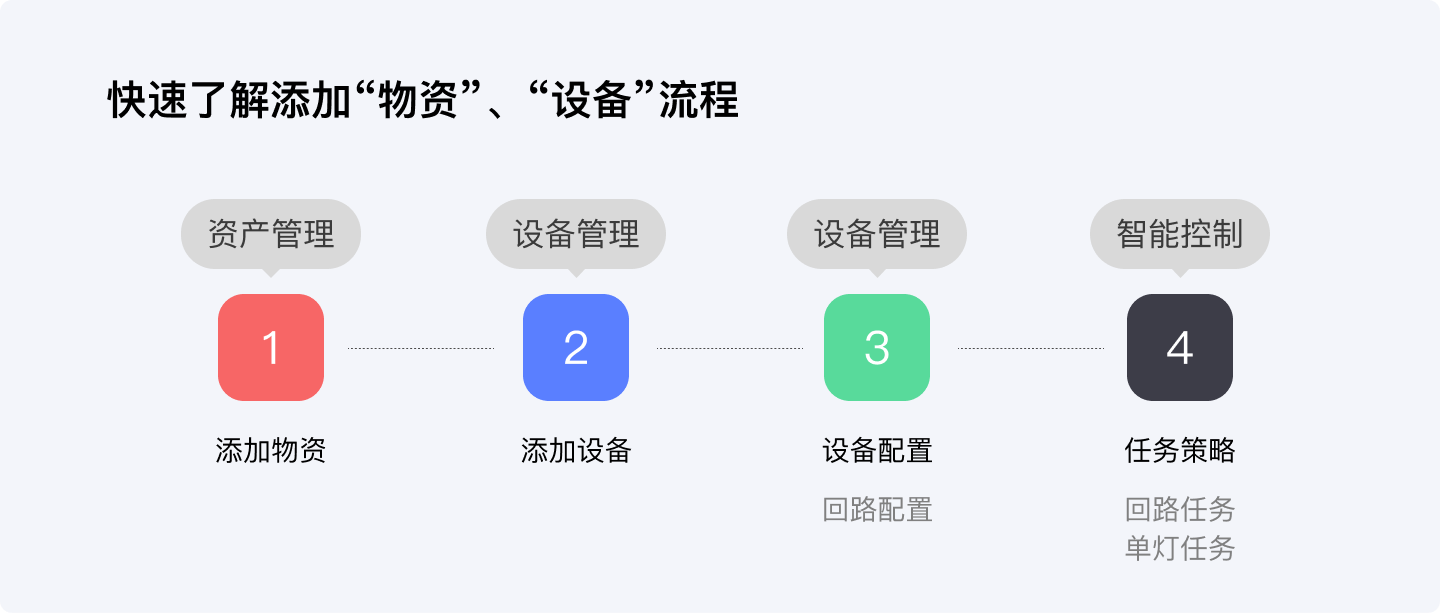 快速了解添加“物资”、“设备”流程
资产管理
设备管理
设备管理
智能控制
1
2
3
4
添加物资
添加设备
设备配置
任务策略
回路配置
回路任务
单灯任务